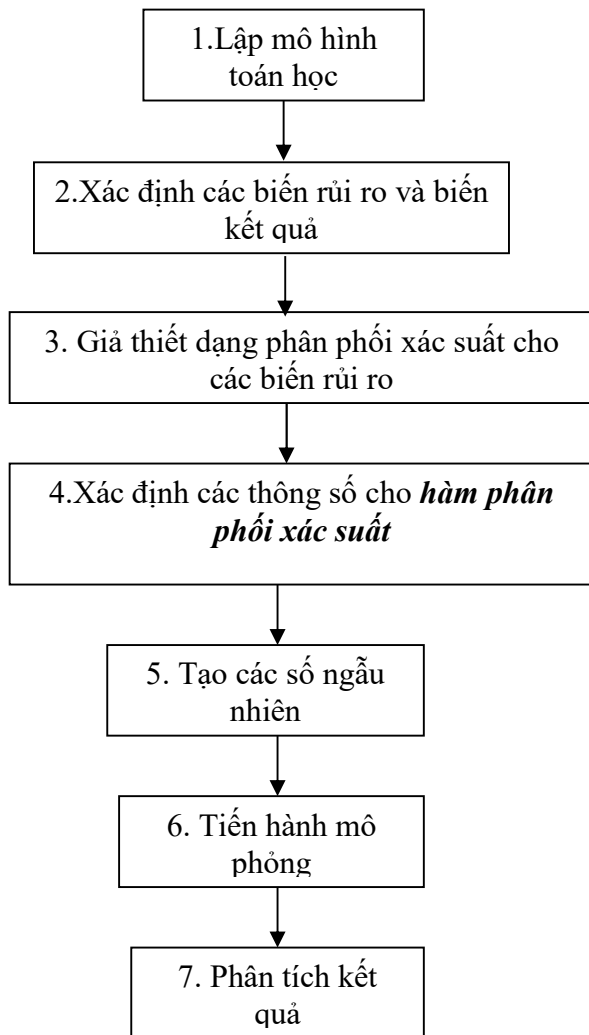 1.Lập mô hình
toán học
2.Xác định các biến rủi ro và biến
kết quả
3. Giả thiết dạng phân phối xác suất cho
các biến rủi ro
4.Xác định các thông số cho hàm phân
phối xác suất
5. Tạo các số ngẫu
nhiên
6. Tiến hành mô
phỏng
7. Phân tích kết
quả